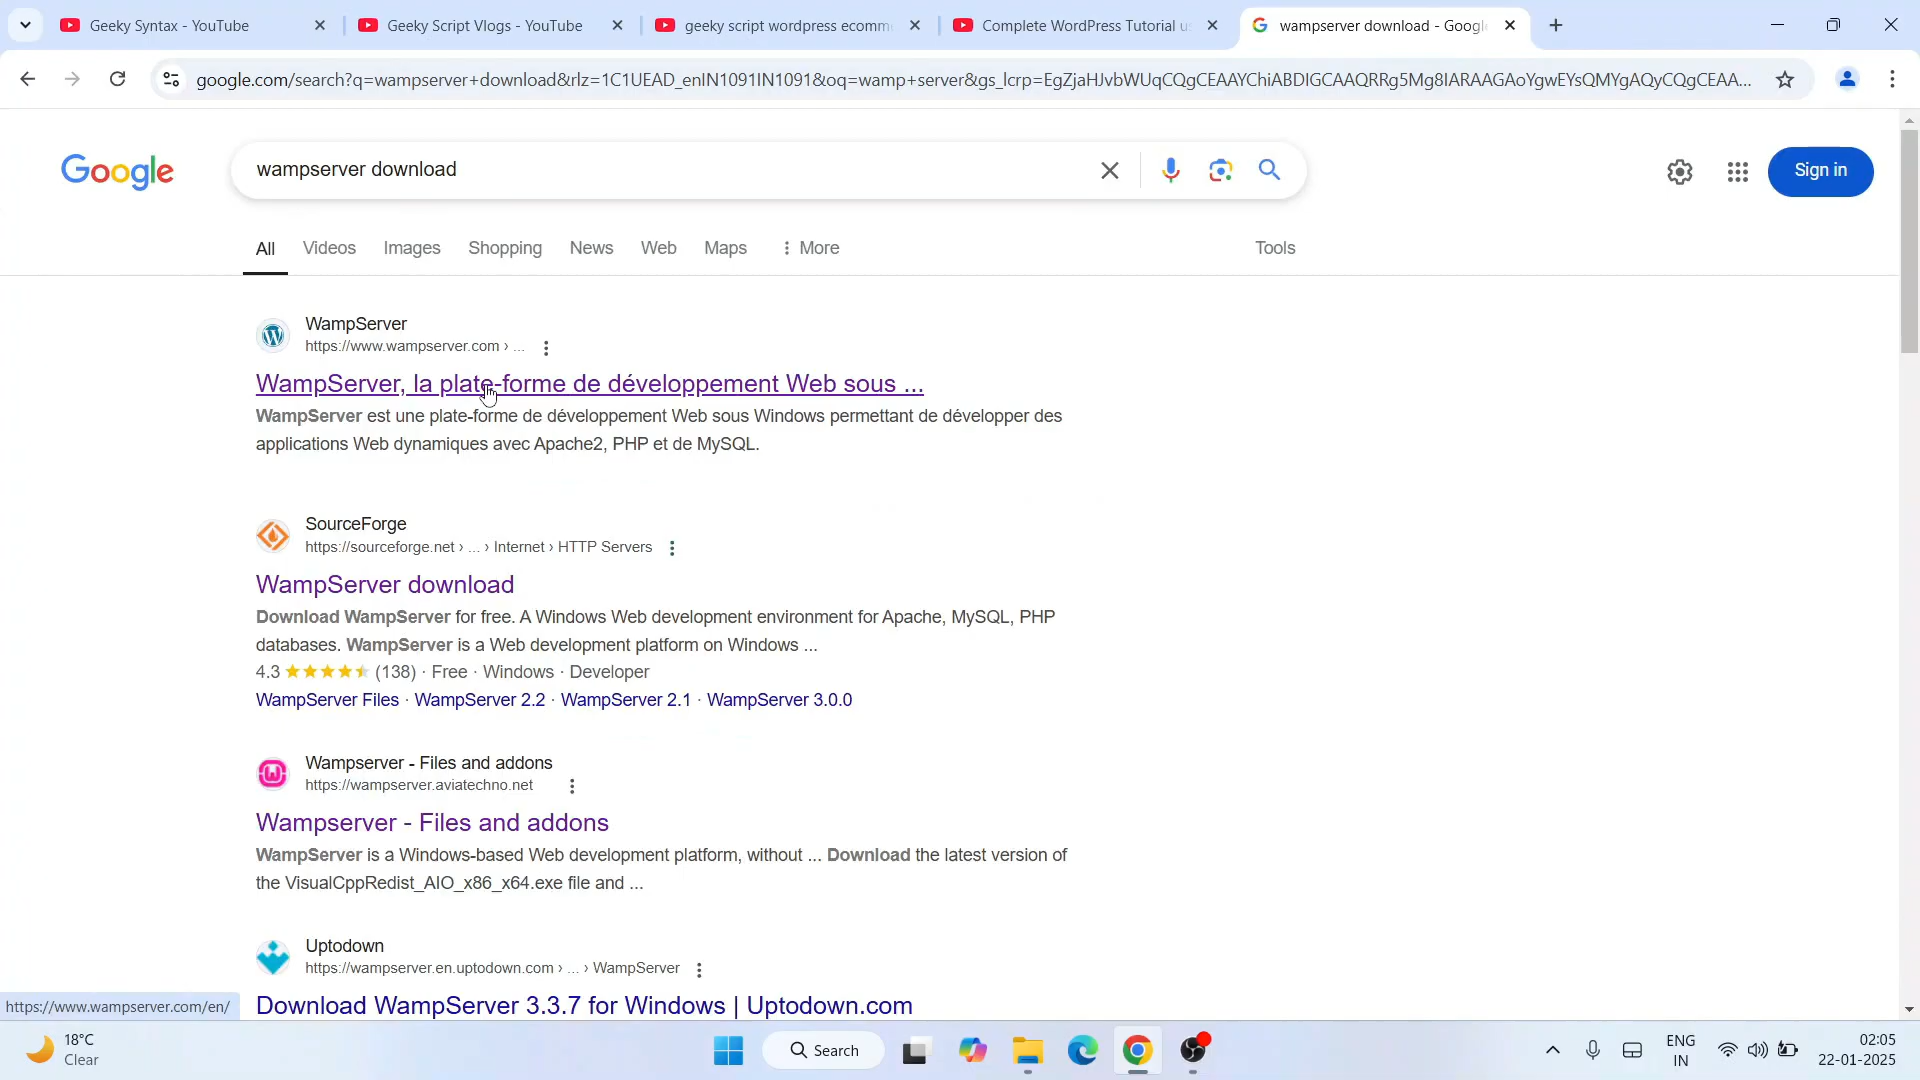 Geeky Syntax - YouTube
Geeky Script Vlogs - YouTube
geeky script wordpress ecomm
Complete WordPress Tutorial u
wampserver download - Googl
google.com/search?q=wampserver+download&rlz=1C1UEAD_enIN1091IN1091&oq=wamp+server&gs_lcrp=EgZjaHJvbWUqCQgCEAAYChiABDIGCAAQRRg5Mg8IARAAGAoYgwEYsQMYgAQyCQgCEAA...
Google
wampserver download
Sign in
All
Videos
Images
Shopping
News
Web
Maps
More
Tools
WampServer
https://www.wampserver.com › ...
WampServer, la plate-forme de développement Web sous ...
WampServer est une plate-forme de développement Web sous Windows permettant de développer des
applications Web dynamiques avec Apache2, PHP et de MySQL.
SourceForge
https://sourceforge.net › ... › Internet › HTTP Servers
WampServer download
Download WampServer for free. A Windows Web development environment for Apache, MySQL, PHP
databases. WampServer is a Web development platform on Windows ...
4.3 (138) · Free · Windows · Developer
WampServer Files · WampServer 2.2 · WampServer 2.1 · WampServer 3.0.0
Wampserver - Files and addons
https://wampserver.aviatechno.net
Wampserver - Files and addons
WampServer is a Windows-based Web development platform, without ... Download the latest version of
the VisualCppRedist_AIO_x86_x64.exe file and ...
Uptodown
https://wampserver.en.uptodown.com › ... › WampServer
Download WampServer 3.3.7 for Windows | Uptodown.com
https://www.wampserver.com/en/
18°C
Clear
Search
ENG
IN
02:05
22-01-2025